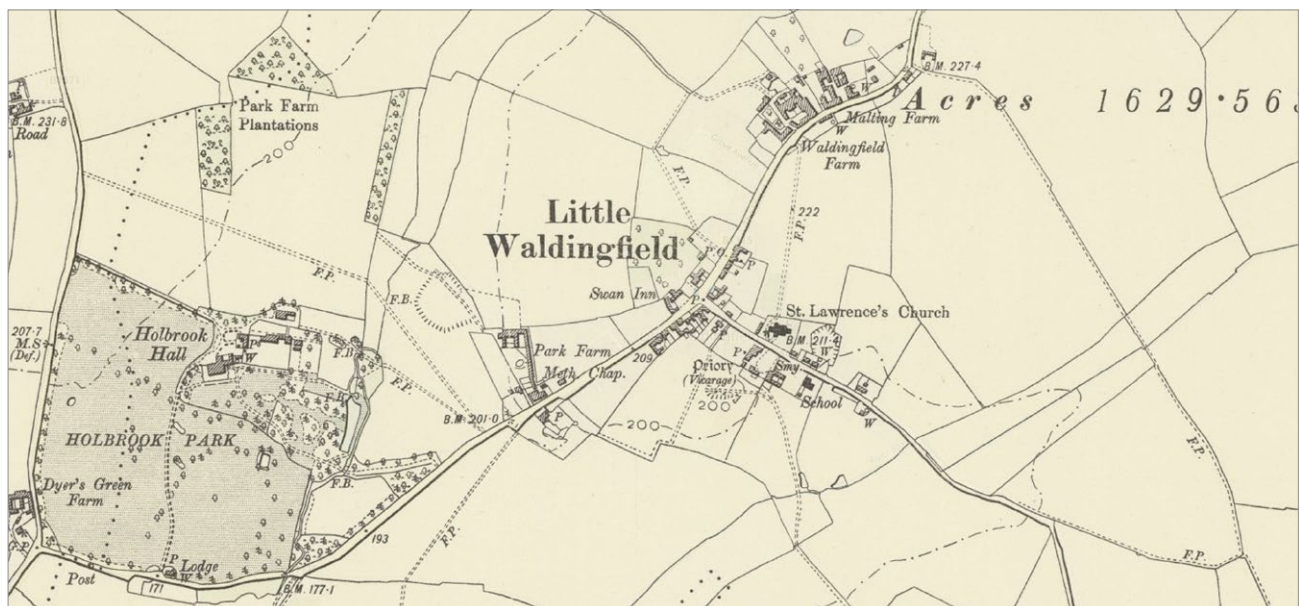 B.M. 231·8
Road
Park Farm
Plantations
200
B.M. 227·4
Acres 1629·56
Malting Farm
W
Waldingfield
Farm
F.P.
222
F.P.
Little
Waldingfield
P.O.
P
Swan Inn
P
St. Lawrence's Church
B.M. 211·4
W
F.P.
F.B.
207·7
M.S
(Def.)
Holbrook
Hall
P
W
F.B.
F.P.
F.B.
Park Farm
Meth. Chap.
209
P
Priory
(Vicarage)
Smy
200
School
W
200
B.M. 201·0
P
HOLBROOK PARK
F.P.
Dyer's Green
Farm
F.B.
193
F.P.
F.P.
P
Lodge
W
Post
171
B.M. 177·1